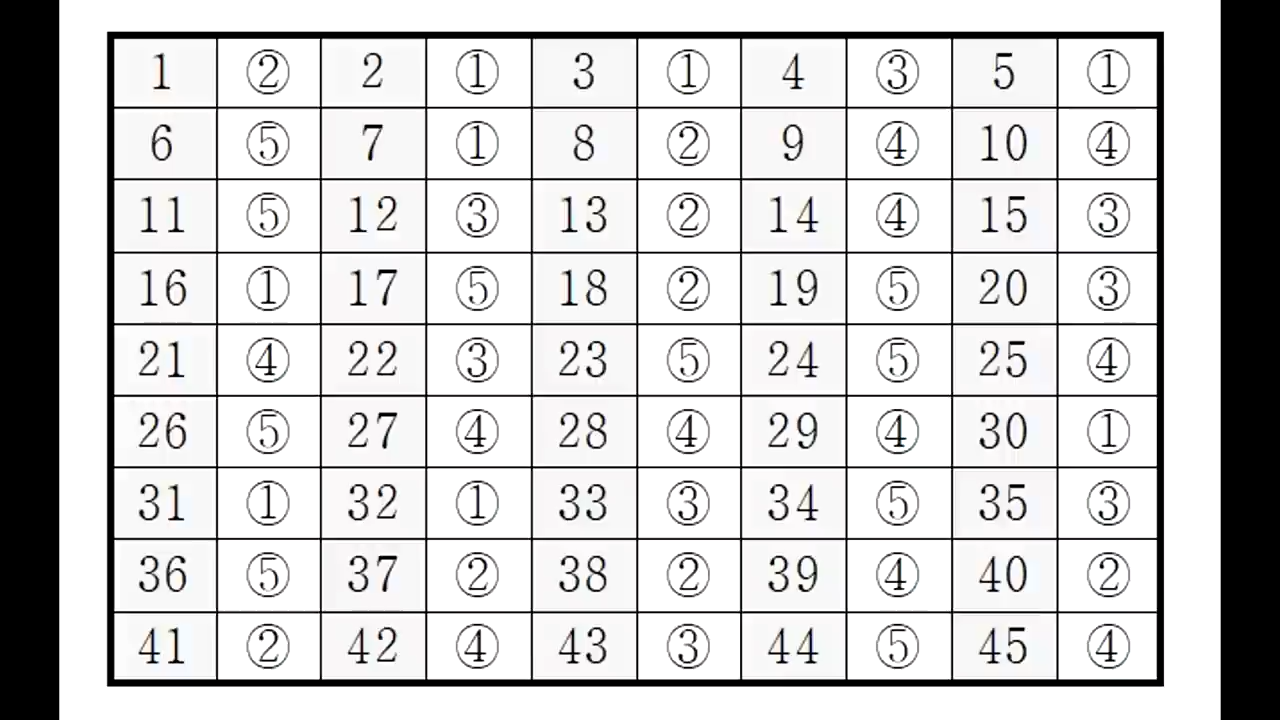 1 ② 2 ① 3 ① 4 ③ 5 ①
6 ⑤ 7 ① 8 ② 9 ④ 10 ④
11 ⑤ 12 ③ 13 ② 14 ④ 15 ③
16 ① 17 ⑤ 18 ② 19 ⑤ 20 ③
21 ④ 22 ③ 23 ⑤ 24 ⑤ 25 ④
26 ⑤ 27 ④ 28 ④ 29 ④ 30 ①
31 ① 32 ① 33 ③ 34 ⑤ 35 ③
36 ⑤ 37 ② 38 ② 39 ④ 40 ②
41 ② 42 ④ 43 ③ 44 ⑤ 45 ④